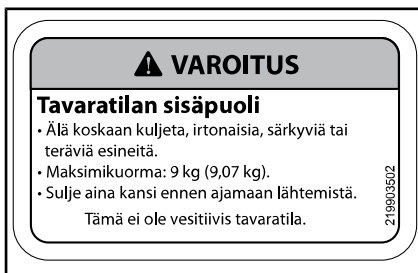 VAROITUS
Tavaratilan sisäpuoli
• Älä koskaan kuljeta, irtonaisia, särkyviä tai
teräviä esineitä.
• Maksimikuorma: 9 kg (9,07 kg).
• Sulje aina kansi ennen ajamaan lähtemistä.
Tämä ei ole vesitiivis tavaratila.
219903502